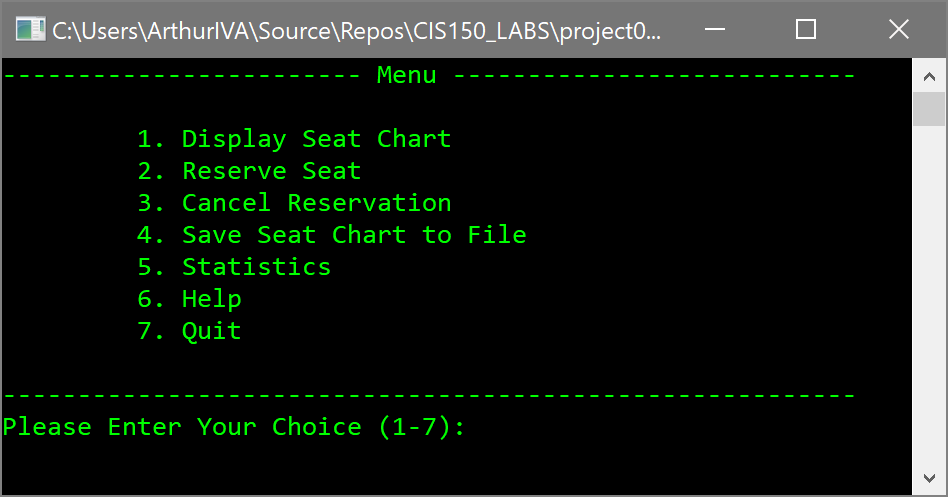 C:\Users\ArthurIVA\Source\Repos\CIS150_LABS\project0...
------------------------ Menu ---------------------------
1. Display Seat Chart
2. Reserve Seat
3. Cancel Reservation
4. Save Seat Chart to File
5. Statistics
6. Help
7. Quit
---------------------------------------------------------
Please Enter Your Choice (1-7):